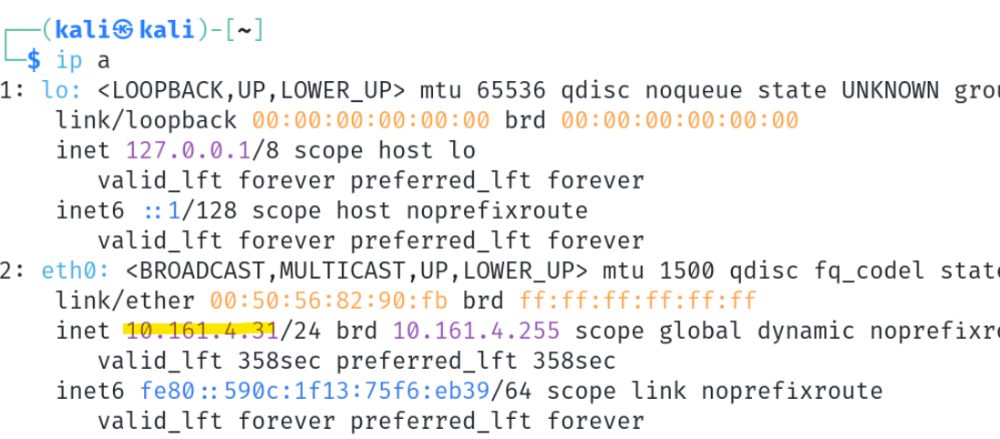 (kali㉿kali)-[~]
$ ip a
1: lo: <LOOPBACK,UP,LOWER_UP> mtu 65536 qdisc noqueue state UNKNOWN grou
link/loopback 00:00:00:00:00:00 brd 00:00:00:00:00:00
inet 127.0.0.1/8 scope host lo
valid_lft forever preferred_lft forever
inet6 ::1/128 scope host noprefixroute
valid_lft forever preferred_lft forever
2: eth0: <BROADCAST,MULTICAST,UP,LOWER_UP> mtu 1500 qdisc fq_codel state
link/ether 00:50:56:82:90:fb brd ff:ff:ff:ff:ff:ff
inet 10.161.4.31/24 brd 10.161.4.255 scope global dynamic noprefixro
valid_lft 358sec preferred_lft 358sec
inet6 fe80::590c:1f13:75f6:eb39/64 scope link noprefixroute
valid_lft forever preferred_lft forever